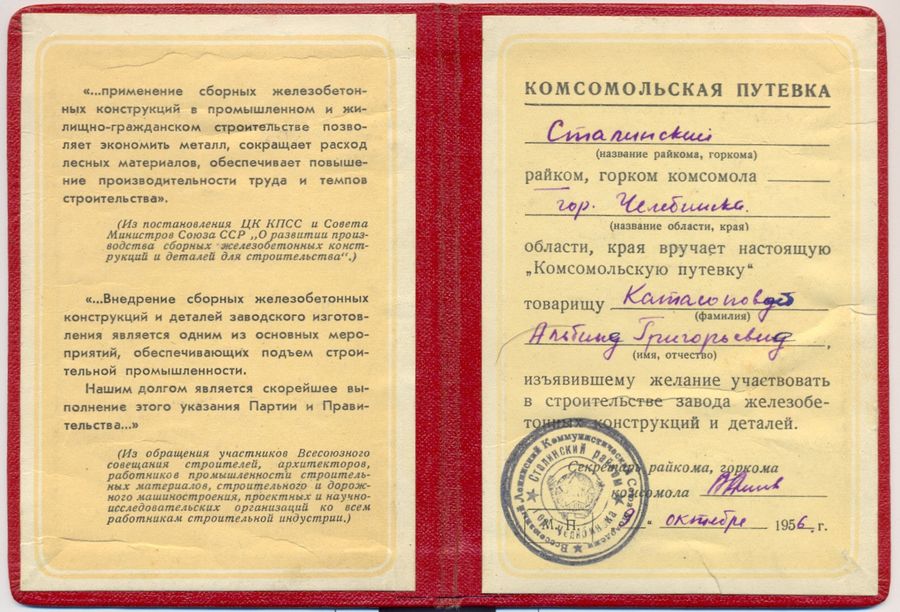 «...применение сборных железобетон-
ных конструкций в промышленном и жи-
лищно-гражданском строительстве позво-
ляет экономить металл, сокращает расход
лесных материалов, обеспечивает повыше-
ние производительности труда и темпов
строительства».
(Из постановления ЦК КПСС и Совета
Министров Союза ССР „О развитии произ-
водства сборных железобетонных конст-
рукций и деталей для строительства“.)
«...Внедрение сборных железобетонных
конструкций и деталей заводского изготов-
ления является одним из основных меро-
приятий, обеспечивающих подъем строи-
тельной промышленности.
Нашим долгом является скорейшее вы-
полнение этого указания Партии и Прави-
тельства...»
(Из обращения участников Всесоюзного
совещания строителей, архитекторов,
работников промышленности строитель-
ных материалов, строительного и дорож-
ного машиностроения, проектных и научно-
исследовательских организаций ко всем
работникам строительной индустрии.)
КОМСОМОЛЬСКАЯ ПУТЕВКА
Сталинский
(название райкома, горкома)
райком, горком комсомола
гор. Челябинска.
(название области, края)
области, края вручает настоящую
„Комсомольскую путевку“
товарищу
(фамилия)
Григорьевид
(имя, отчество)
изъявившему желание участвовать
в строительстве завода железобе-
тонных конструкций и деталей.
Секретарь райкома, горкома
комсомола
М. П. " октября 1956 г.
Сталинский райком